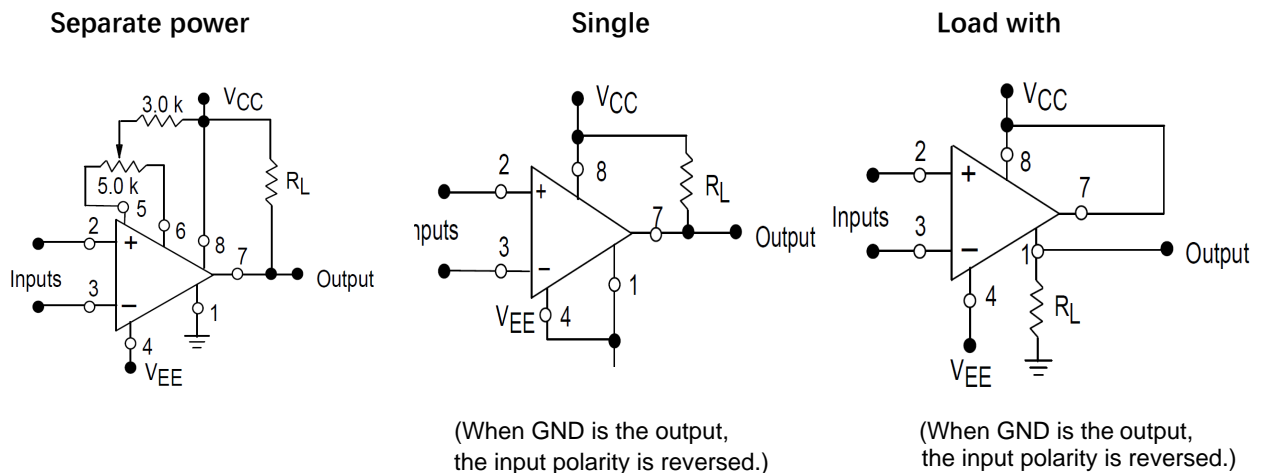 Separate power
Single
Load with
3.0 k
VCC
5.0 k
5
6
8
RL
2
+
7
Inputs
Output
3
–
1
4
VEE
VCC
8
2
+
RL
7
nputs
Output
3
–
1
VEE
4
VCC
8
2
+
7
Inputs
3
–
1
Output
4
RL
VEE
(When GND is the output,
the input polarity is reversed.)
(When GND is the output,
the input polarity is reversed.)